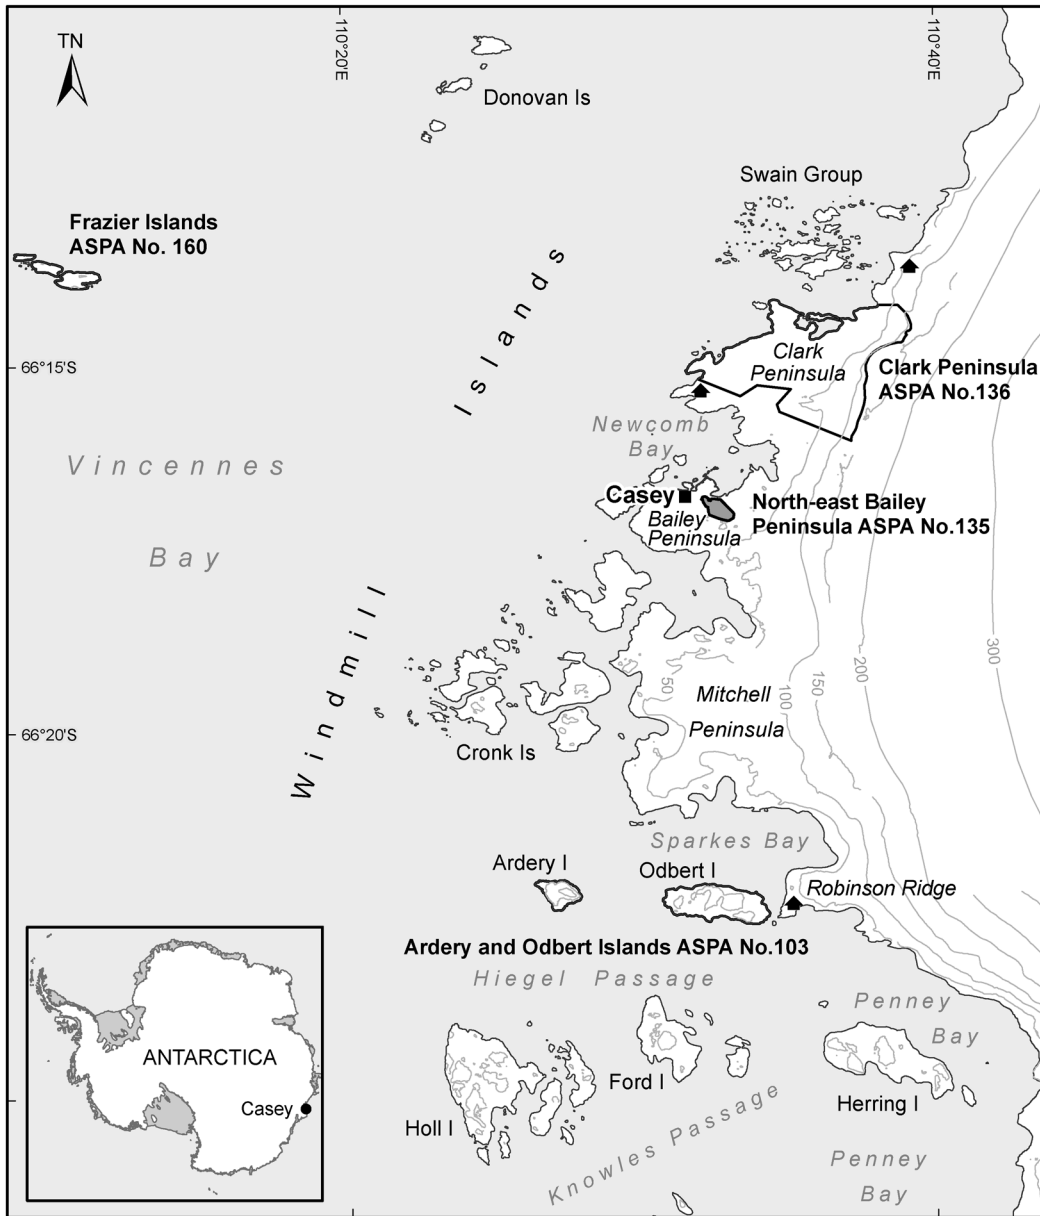 110°20'E
110°40'E
TN
Donovan Is
Swain Group
Frazier Islands
ASPA No. 160
Clark
Peninsula
Clark Peninsula
ASPA No.136
66°15'S
Newcomb
Bay
Vincennes
Bay
Casey
Bailey
Peninsula
North-east Bailey
Peninsula ASPA No.135
Windmill Islands
50
100
150
200
300
Mitchell
Peninsula
66°20'S
Cronk Is
Sparkes Bay
Ardery I
Odbert I
Robinson Ridge
Ardery and Odbert Islands ASPA No.103
Hiegel Passage
Penney
Bay
Ford I
Holl I
Herring I
Knowles Passage
Penney
Bay
ANTARCTICA
Casey